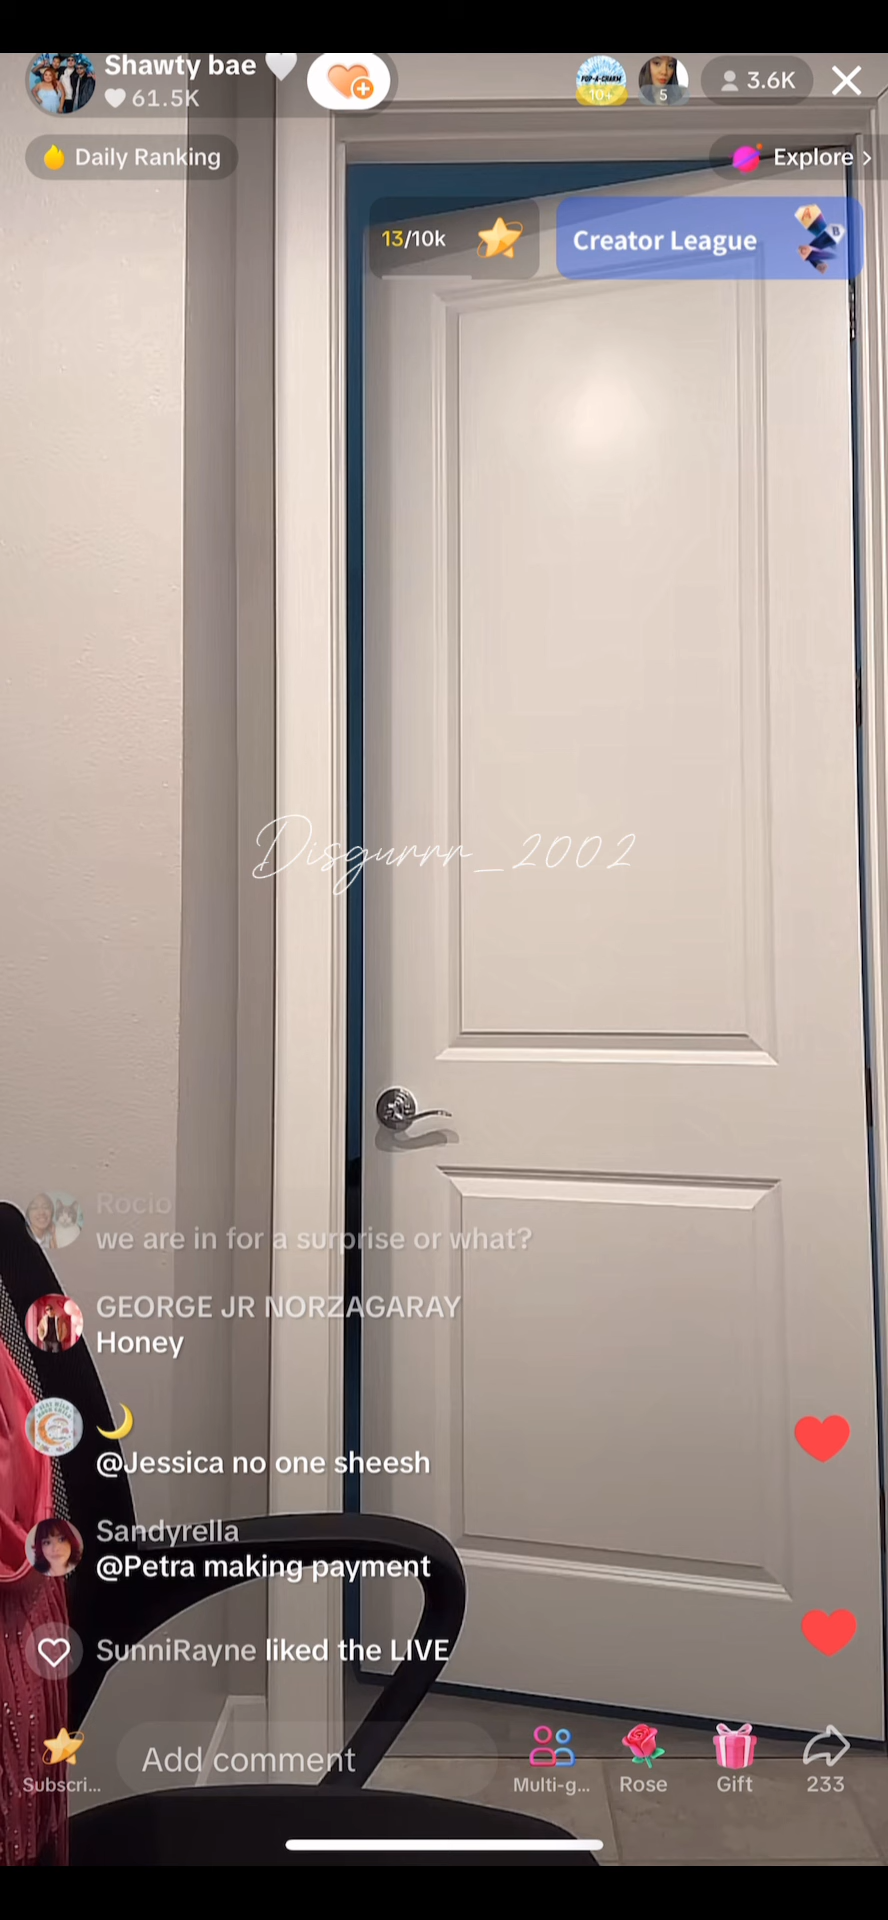 Shawty bae 🤍
61.5K
10+
5
3.6K
Daily Ranking
Explore >
13/10k
Creator League
Disgurrr_2002
Rocio
we are in for a surprise or what?
GEORGE JR NORZAGARAY
Honey
🌙
@Jessica no one sheesh
Sandyrella
@Petra making payment
SunniRayne liked the LIVE
Subscri...
Add comment
Multi-g...
Rose
Gift
233